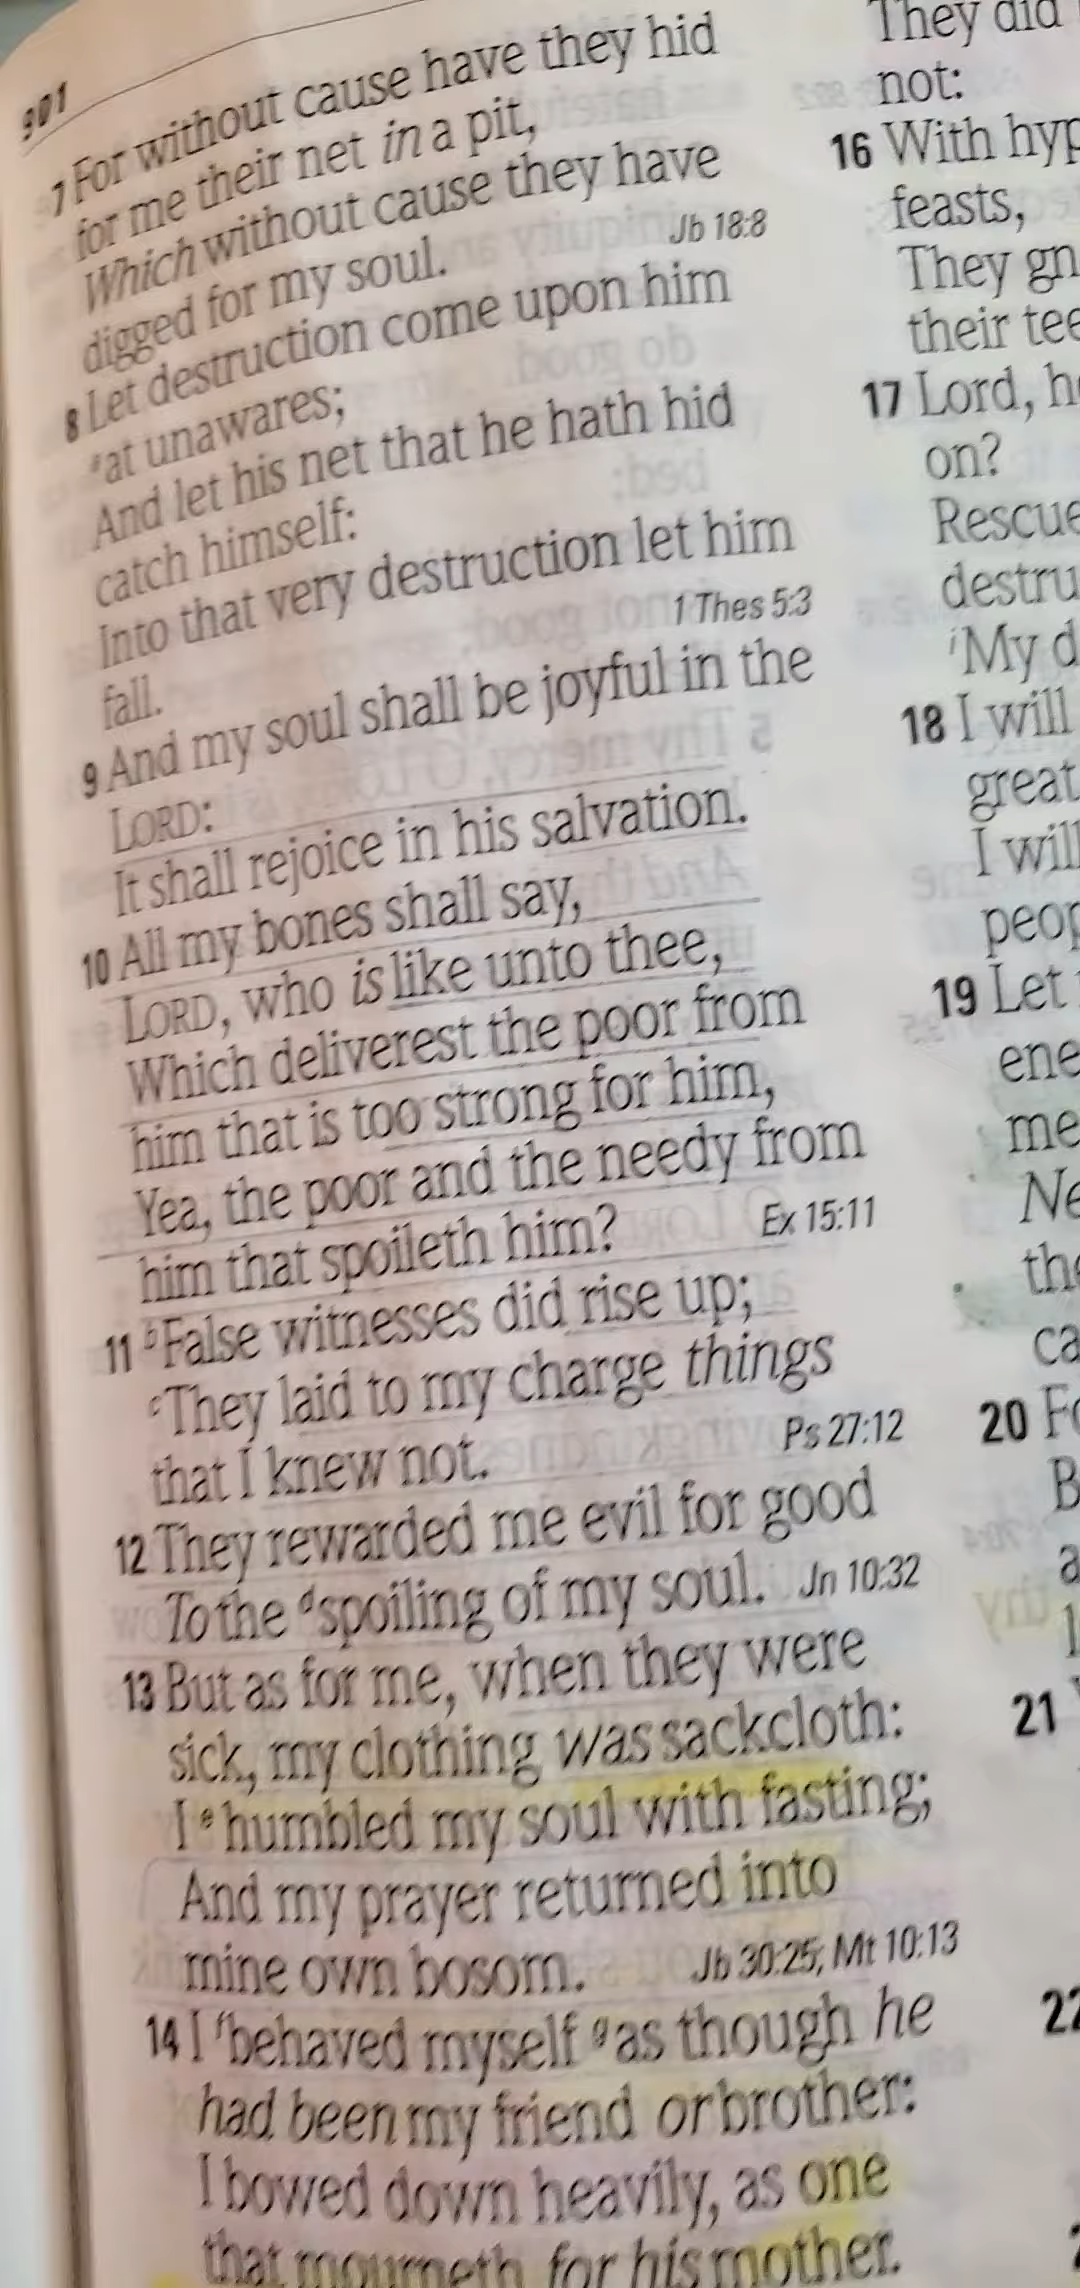 901
7 For without cause have they hid
for me their net in a pit,
Which without cause they have
digged for my soul. Jb 18:8
8 Let destruction come upon him
ᵃat unawares;
And let his net that he hath hid
catch himself:
Into that very destruction let him
fall. 1 Thes 5:3
9 And my soul shall be joyful in the
LORD:
It shall rejoice in his salvation.
10 All my bones shall say,
LORD, who is like unto thee,
Which deliverest the poor from
him that is too strong for him,
Yea, the poor and the needy from
him that spoileth him? Ex 15:11
11 ᵇFalse witnesses did rise up;
ᶜThey laid to my charge things
that I knew not. Ps 27:12
12 They rewarded me evil for good
To the ᵈspoiling of my soul. Jn 10:32
13 But as for me, when they were
sick, my clothing was sackcloth:
I ᵉhumbled my soul with fasting;
And my prayer returned into
mine own bosom. Jb 30:25; Mt 10:13
14 I ᶠbehaved myself ᵍas though he
had been my friend or brother:
I bowed down heavily, as one
that mourneth for his mother.
They did
not:
16 With hyp
feasts,
They gn
their tee
17 Lord, h
on?
Rescue
destru
ⁱMy d
18 I will
great
I will
peop
19 Let
ene
me
Ne
the
ca
20 Fo
B
a
21
22